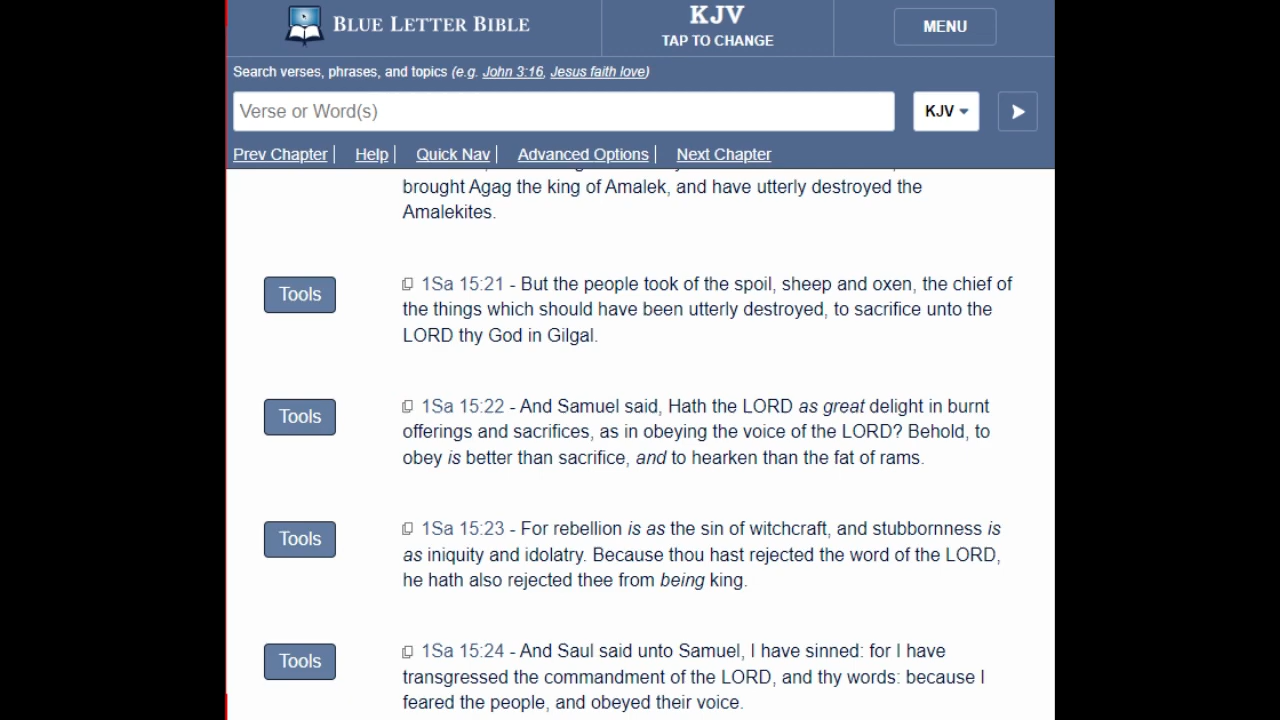 BLUE LETTER BIBLE
KJV
TAP TO CHANGE
MENU
Search verses, phrases, and topics (e.g. John 3:16, Jesus faith love)
Verse or Word(s)
KJV
Prev Chapter| Help| Quick Nav| Advanced Options| Next Chapter
brought Agag the king of Amalek, and have utterly destroyed the
Amalekites.
Tools
1Sa 15:21 - But the people took of the spoil, sheep and oxen, the chief of
the things which should have been utterly destroyed, to sacrifice unto the
LORD thy God in Gilgal.
Tools
1Sa 15:22 - And Samuel said, Hath the LORD as great delight in burnt
offerings and sacrifices, as in obeying the voice of the LORD? Behold, to
obey is better than sacrifice, and to hearken than the fat of rams.
Tools
1Sa 15:23 - For rebellion is as the sin of witchcraft, and stubbornness is
as iniquity and idolatry. Because thou hast rejected the word of the LORD,
he hath also rejected thee from being king.
Tools
1Sa 15:24 - And Saul said unto Samuel, I have sinned: for I have
transgressed the commandment of the LORD, and thy words: because I
feared the people, and obeyed their voice.